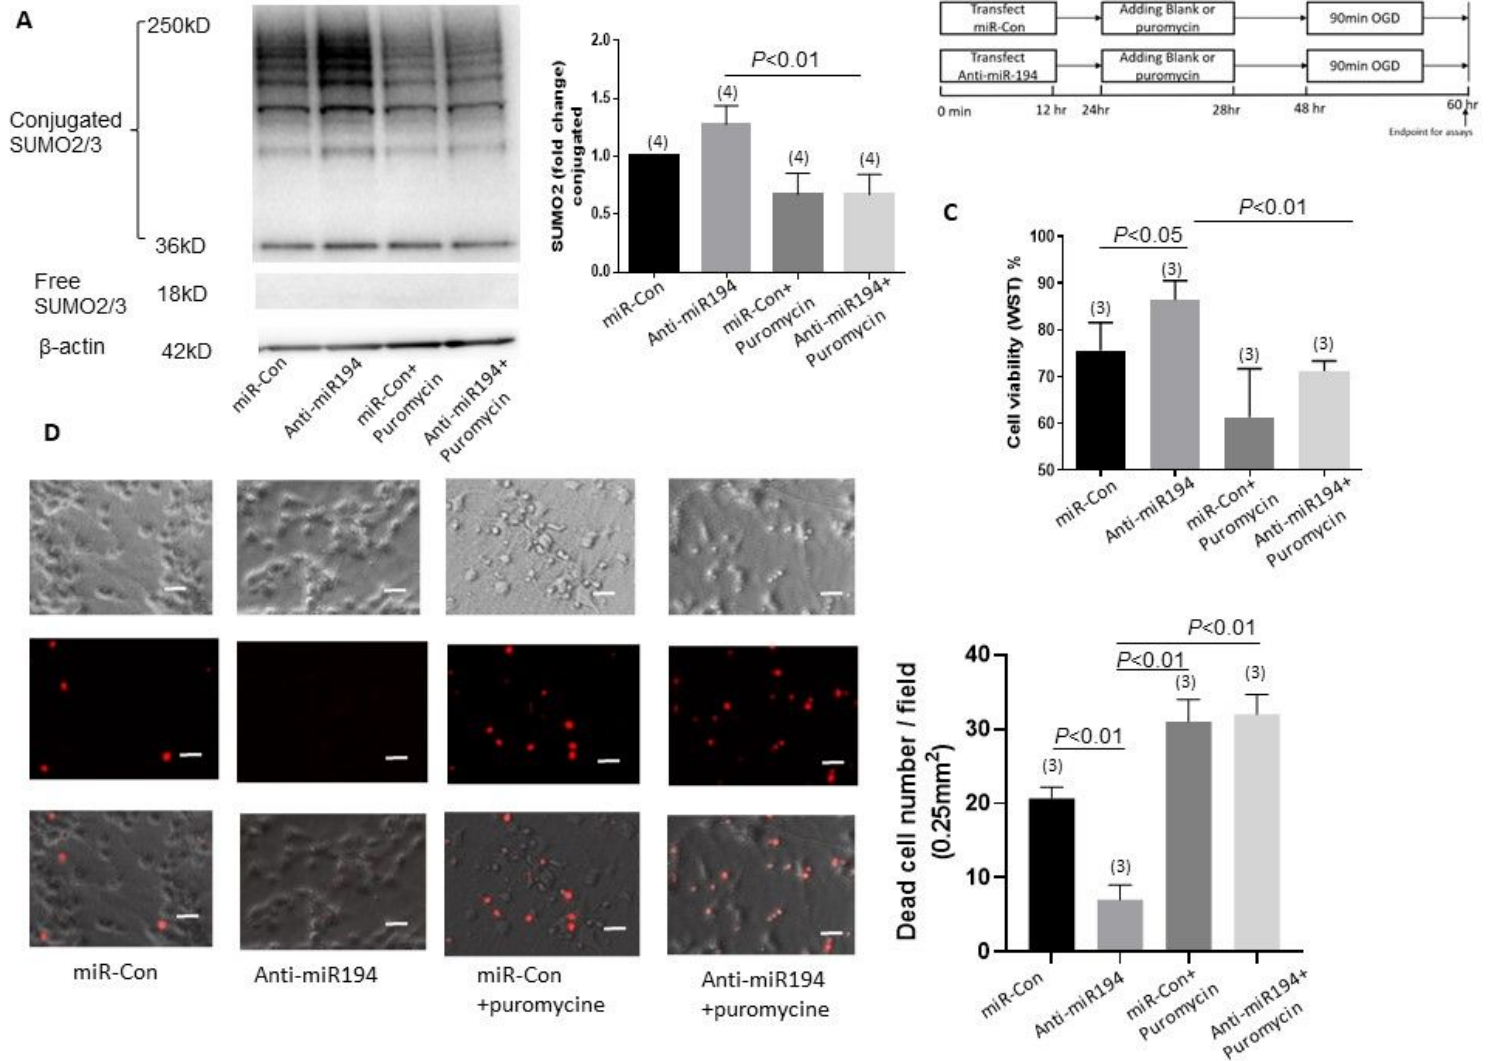 A
250kD
Conjugated
SUMO2/3
36kD
Free
SUMO2/3
18kD
β-actin
42kD
miR-Con
Anti-miR194
miR-Con+
Puromycin
Anti-miR194+
Puromycin
SUMO2 (fold change)
conjugated
2.0
1.5
1.0
0.5
0.0
P<0.01
(4)
(4)
(4)
(4)
miR-Con
Anti-miR194
miR-Con+
Puromycin
Anti-miR194+
Puromycin
Transfect
miR-Con
Adding Blank or
puromycin
90min OGD
Transfect
Anti-miR-194
Adding Blank or
puromycin
90min OGD
0 min
12 hr
24hr
28hr
48 hr
60 hr
Endpoint for assays
C
Cell viability (WST) %
100
90
80
70
60
50
P<0.05
P<0.01
(3)
(3)
(3)
(3)
miR-Con
Anti-miR194
miR-Con+
Puromycin
Anti-miR194+
Puromycin
D
miR-Con
Anti-miR194
miR-Con
+puromycine
Anti-miR194
+puromycine
Dead cell number / field
(0.25mm²)
40
30
20
10
0
P<0.01
P<0.01
P<0.01
(3)
(3)
(3)
(3)
miR-Con
Anti-miR194
miR-Con+
Puromycin
Anti-miR194+
Puromycin